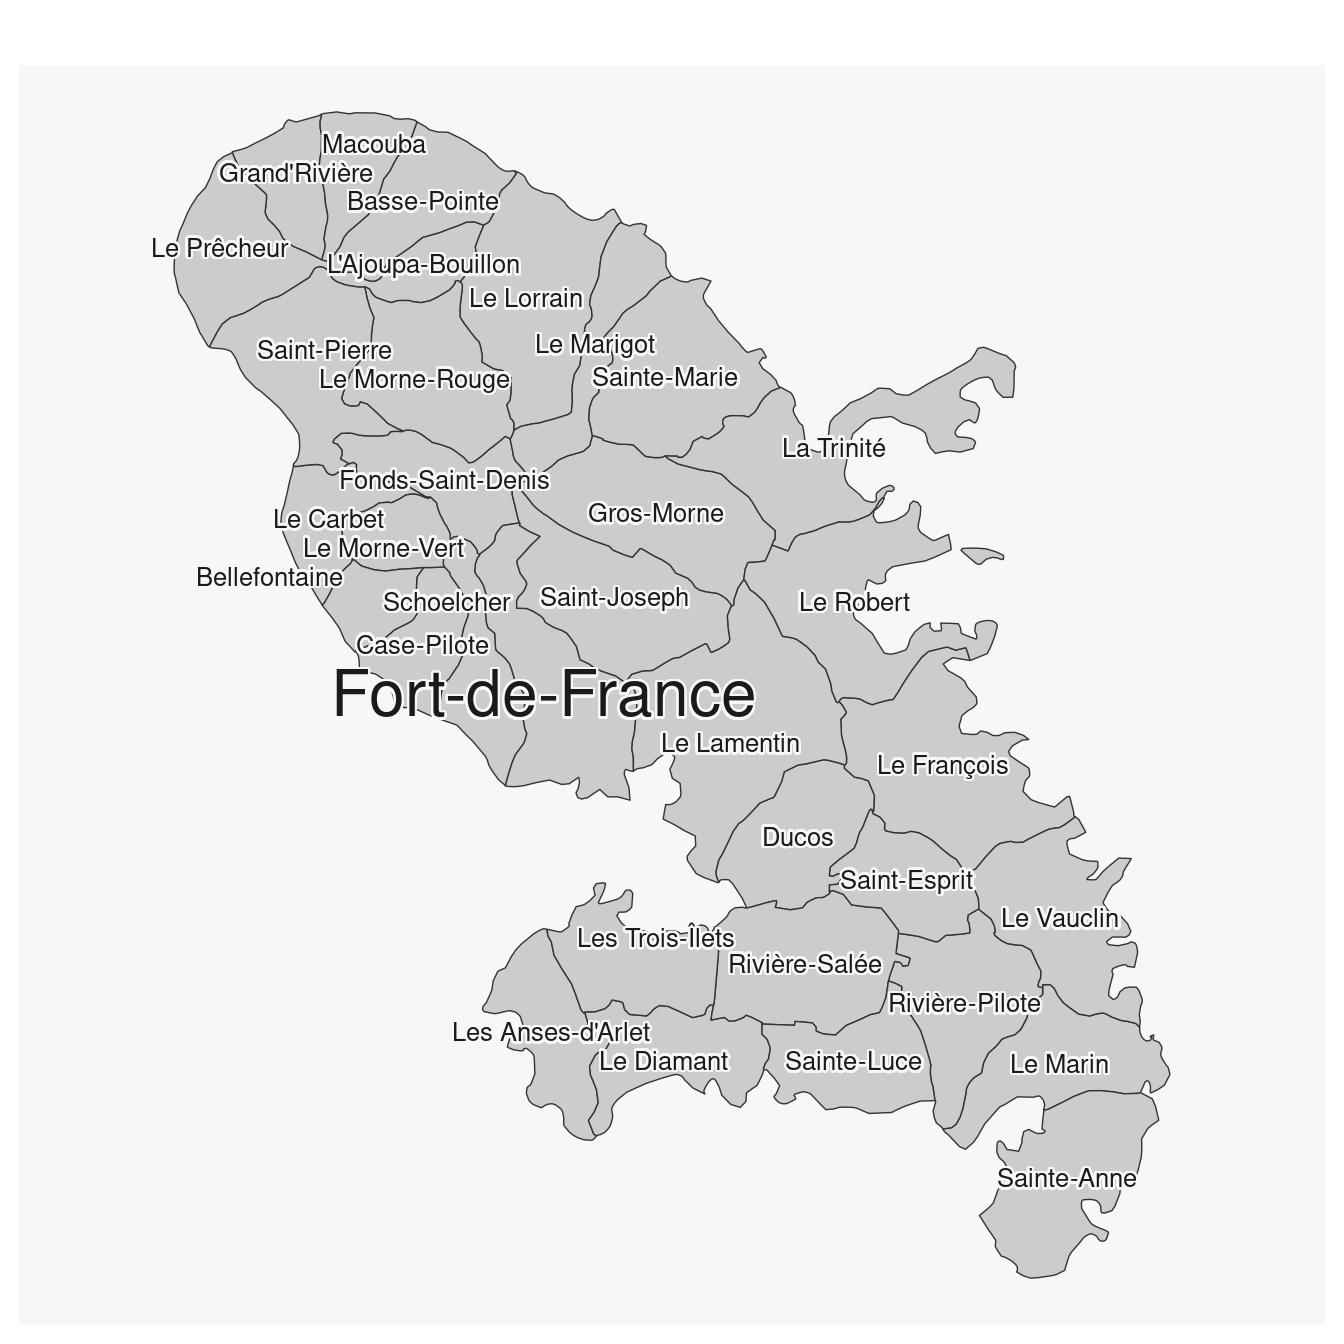 Macouba
Grand'Rivière
Basse-Pointe
Le Prêcheur
L'Ajoupa-Bouillon
Le Lorrain
Le Marigot
Saint-Pierre
Sainte-Marie
Le Morne-Rouge
La Trinité
Fonds-Saint-Denis
Gros-Morne
Le Carbet
Le Morne-Vert
Bellefontaine
Saint-Joseph
Schoelcher
Le Robert
Case-Pilote
Fort-de-France
Le Lamentin
Le François
Ducos
Saint-Esprit
Le Vauclin
Les Trois-Îlets
Rivière-Salée
Rivière-Pilote
Les Anses-d'Arlet
Le Diamant
Sainte-Luce
Le Marin
Sainte-Anne